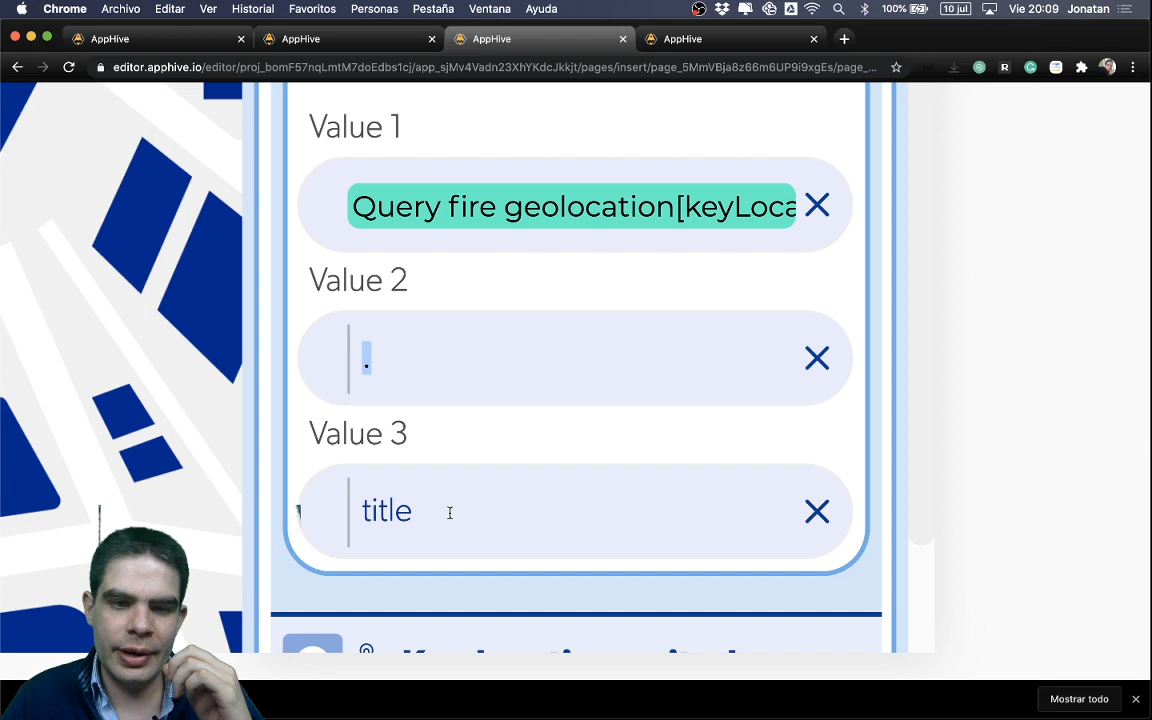 Chrome Archivo Editar Ver Historial Favoritos Personas Pestaña Ventana Ayuda 100% 10 jul Vie 20:09 Jonatan
AppHive AppHive AppHive AppHive
editor.apphive.io/editor/proj_bomF57nqLmtM7doEdbs1cj/app_sjMv4Vadn23XhYKdcJkkjt/pages/insert/page_5MmVBja8z66m6UP9i9xgEs/page_...
Value 1
Query fire geolocation[keyLoca
Value 2
.
Value 3
title
Mostrar todo